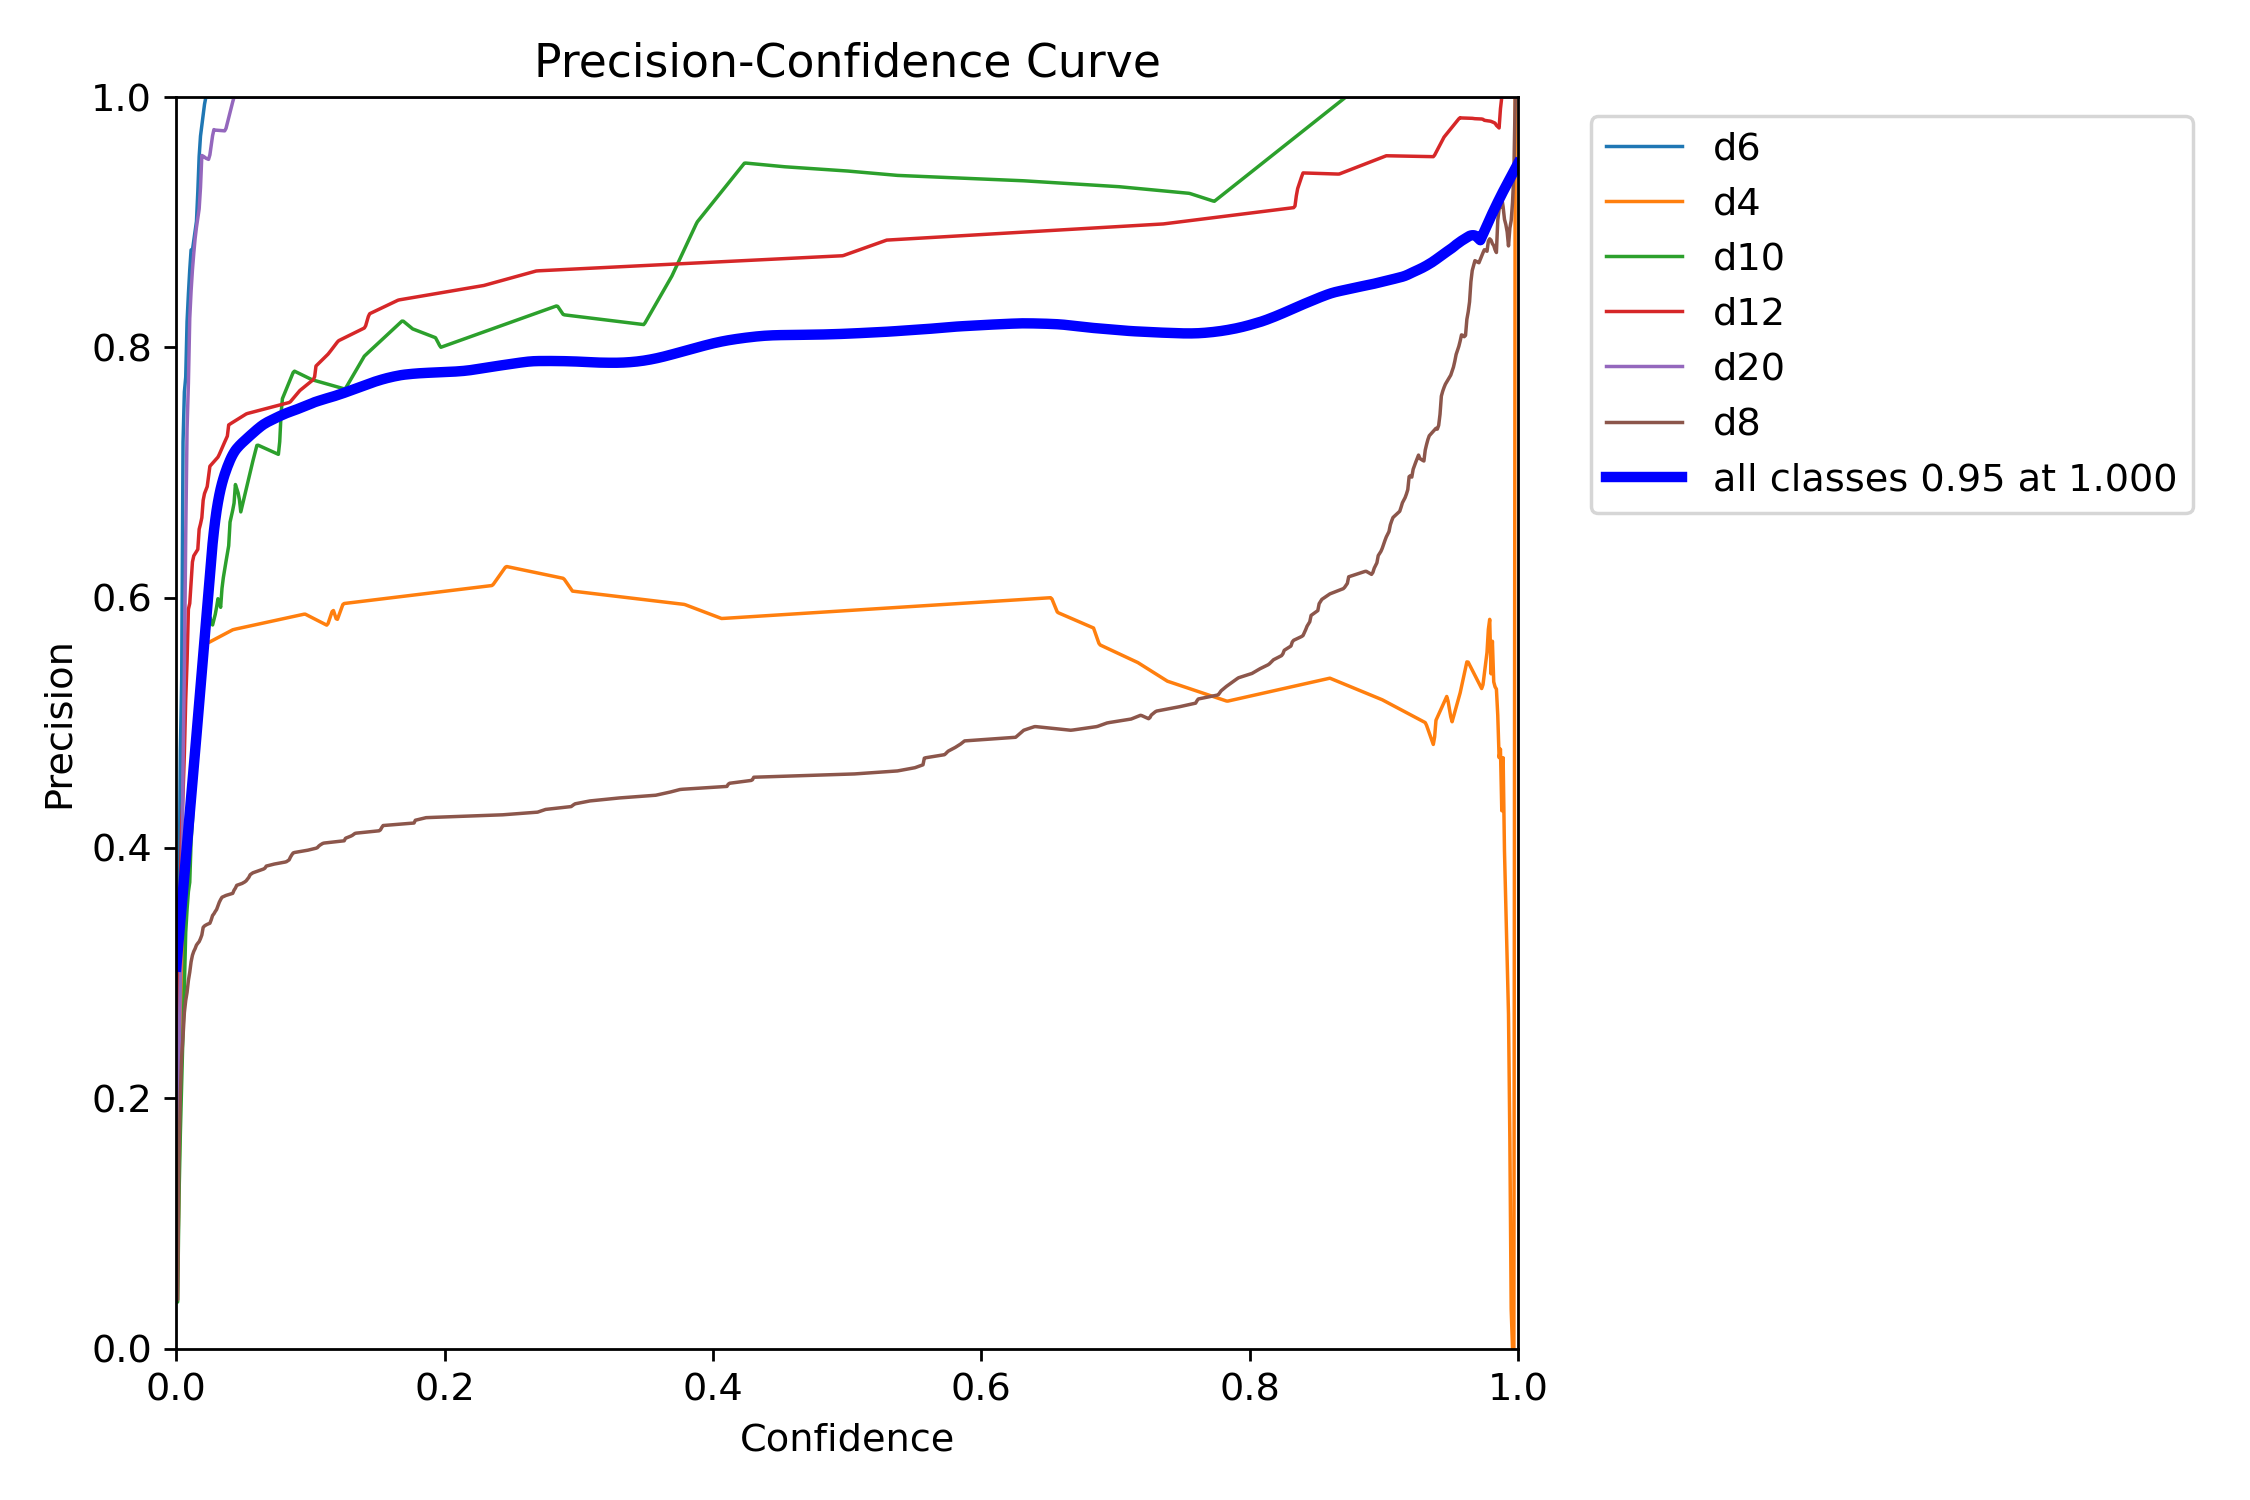 Precision-Confidence Curve
1.0
0.8
0.6
0.4
0.2
0.0
Precision
0.0 0.2 0.4 0.6 0.8 1.0
Confidence
d6
d4
d10
d12
d20
d8
all classes 0.95 at 1.000